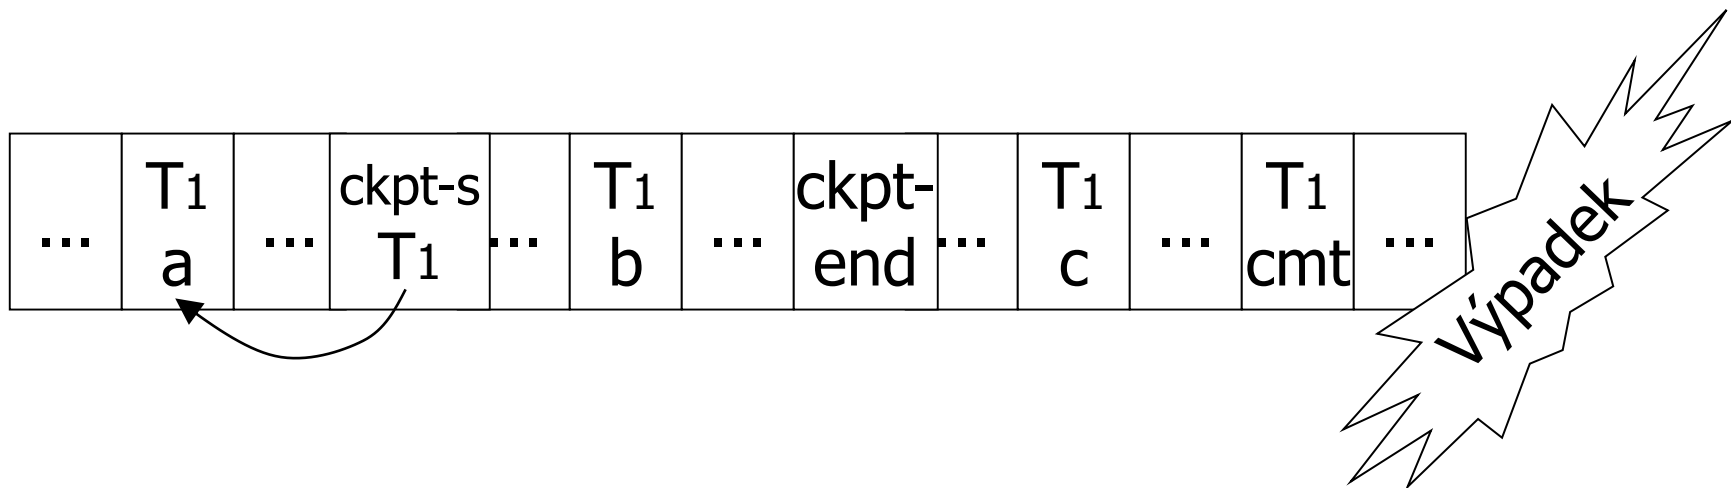 ... T1 a ... ckpt-s T1 ... T1 b ... ckpt-end ... T1 c ... T1 cmt ...
Výpadek